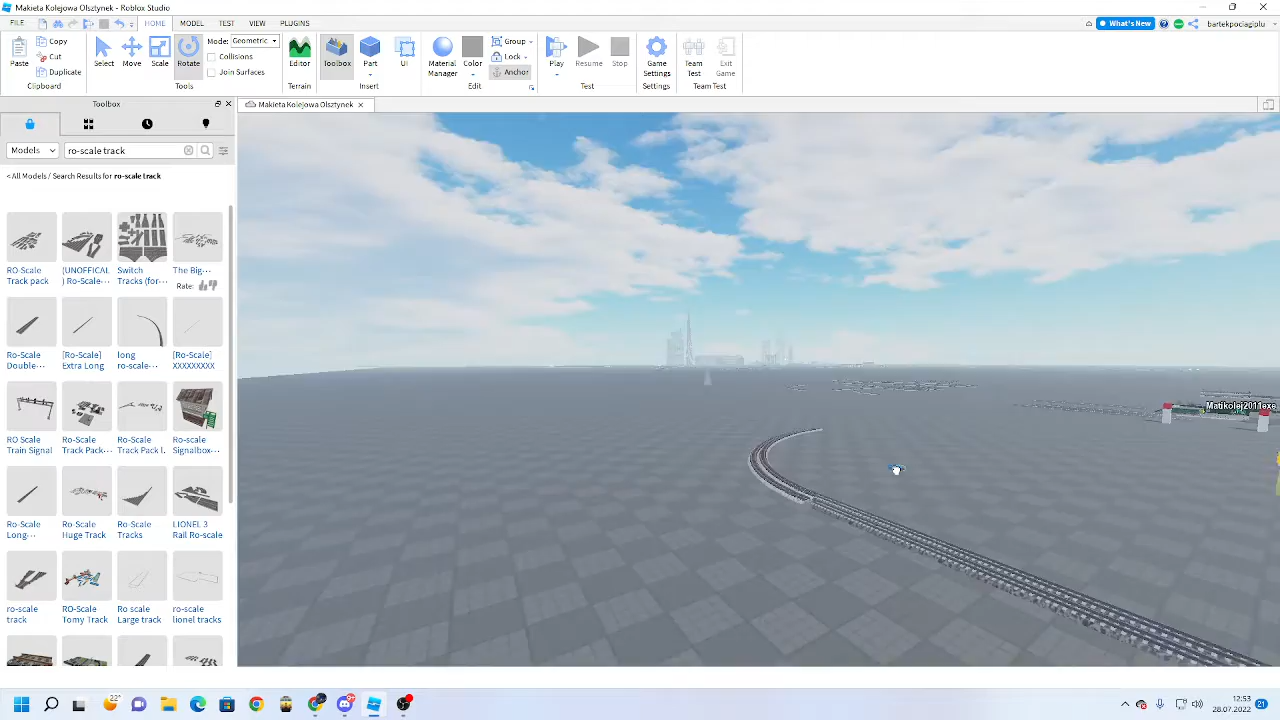 Makieta Kolejowa Olsztynek - Roblox Studio
FILE HOME MODEL TEST VIEW PLUGINS What's New bartekpociagiplu
Paste Copy Cut Duplicate Select Move Scale Rotate Mode: Geometric Collisions Join Surfaces Editor Toolbox Part UI Material Manager Color Group Lock Anchor Play Resume Stop Game Settings Team Test Exit Game
Clipboard Tools Terrain Insert Edit Test Settings Team Test
Toolbox
Makieta Kolejowa Olsztynek
Models ro-scale track
< All Models / Search Results for ro-scale track
RO-Scale Track pack
(UNOFFICAL ) Ro-Scale...
Switch Tracks (for-...
The Big...
Rate:
Ro-Scale Double...
[Ro-Scale] Extra Long
long ro-scale...
[Ro-Scale] XXXXXXXXX
RO Scale Train Signal
Ro-Scale Track Pack...
Ro-Scale Track Pack I.
Ro-scale Signalbox...
Ro-Scale Long...
Ro-Scale Huge Track
Ro-Scale Tracks
LIONEL 3 Rail Ro-scale
ro-scale track
RO-Scale Tomy Track
Ro scale Large track
ro-scale lionel tracks
Matikolej2011exe
22°
9+
12:53
28.07.2022
21